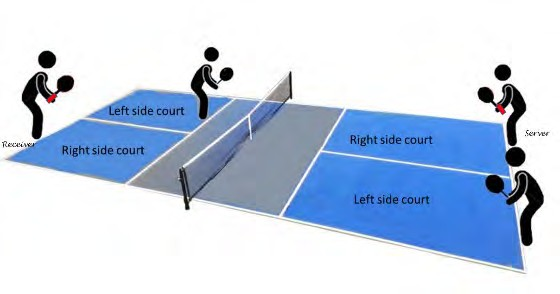 Left side court
Right side court
Receiver
Right side court
Left side court
Server